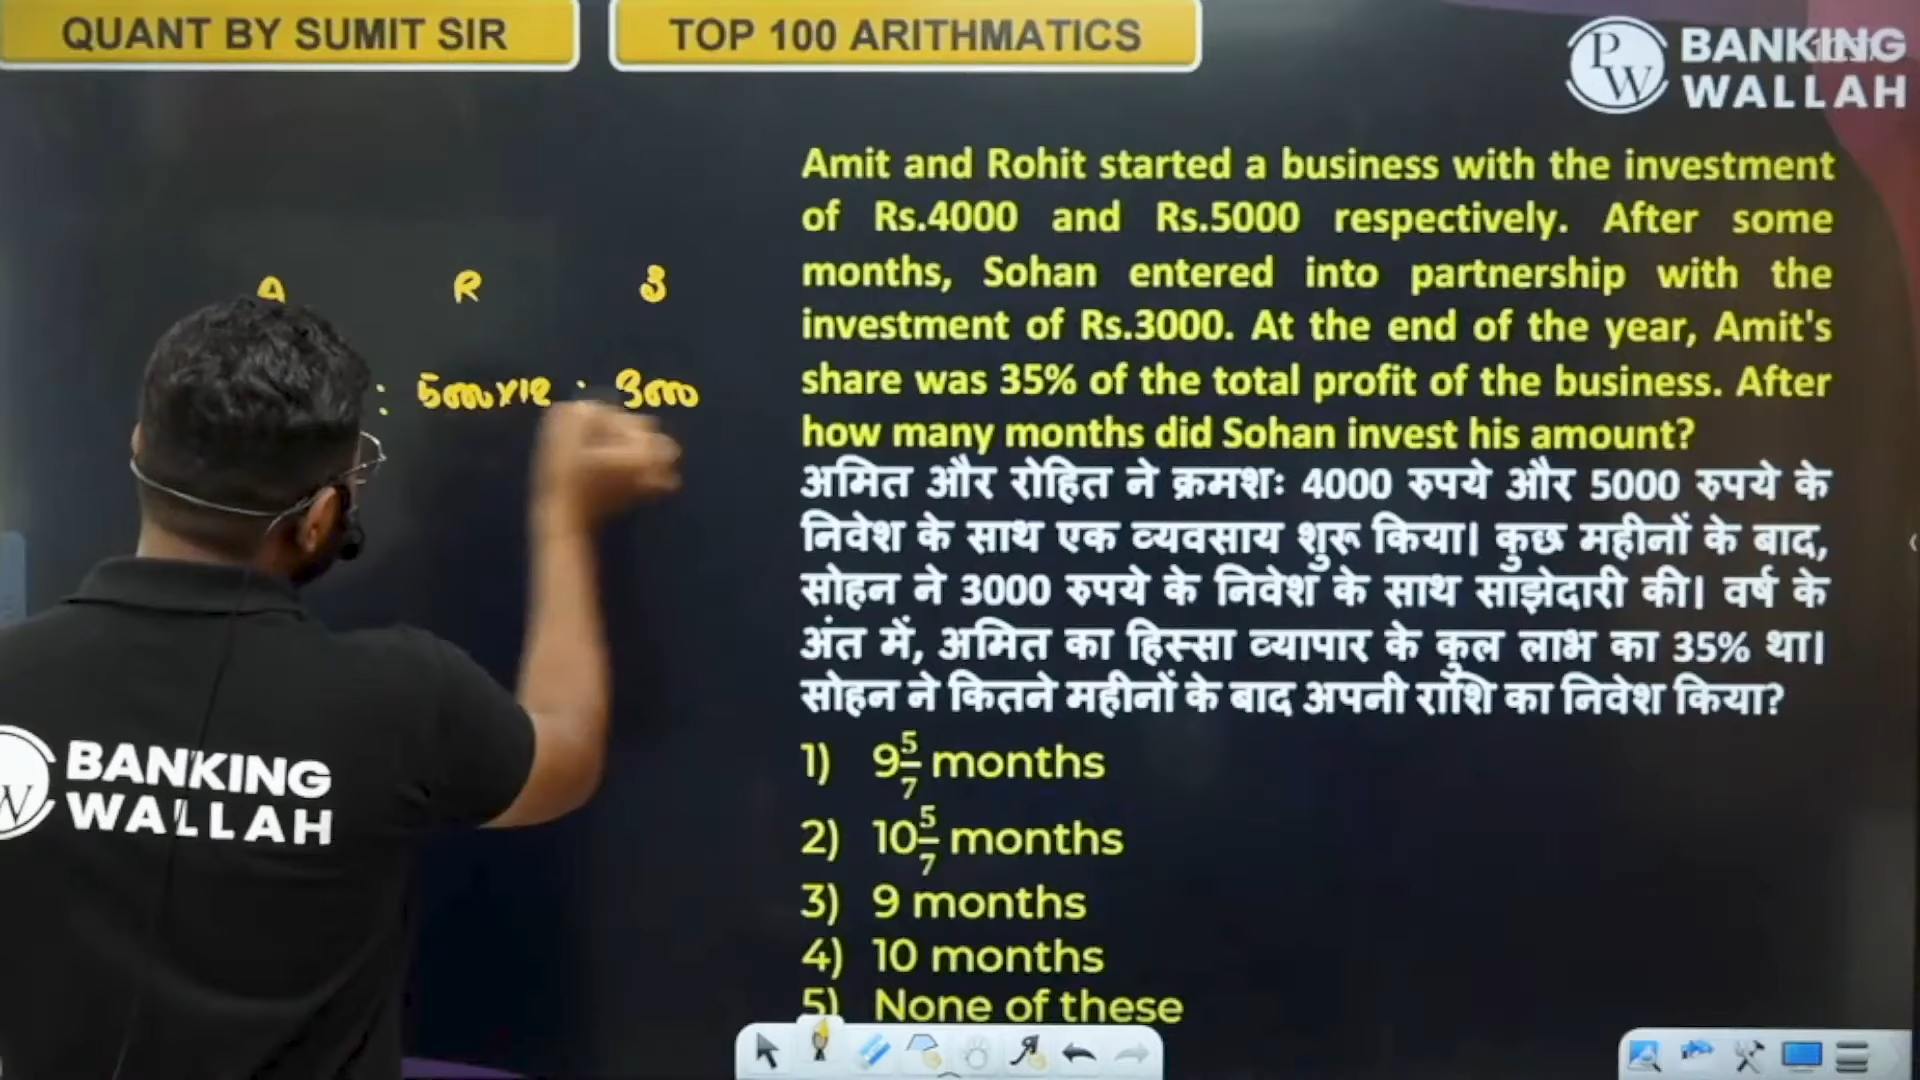 QUANT BY SUMIT SIR
TOP 100 ARITHMATICS
PW BANKING
WALLAH
Amit and Rohit started a business with the investment
of Rs.4000 and Rs.5000 respectively. After some
months, Sohan entered into partnership with the
investment of Rs.3000. At the end of the year, Amit's
share was 35% of the total profit of the business. After
how many months did Sohan invest his amount?
अमित और रोहित ने क्रमशः 4000 रुपये और 5000 रुपये के
निवेश के साथ एक व्यवसाय शुरू किया। कुछ महीनों के बाद,
सोहन ने 3000 रुपये के निवेश के साथ साझेदारी की। वर्ष के
अंत में, अमित का हिस्सा व्यापार के कुल लाभ का 35% था।
सोहन ने कितने महीनों के बाद अपनी राशि का निवेश किया?
1) 9 5/7 months
2) 10 5/7 months
3) 9 months
4) 10 months
5) None of these
A R S
: 5000×12 : 3000
BANKING
WALLAH